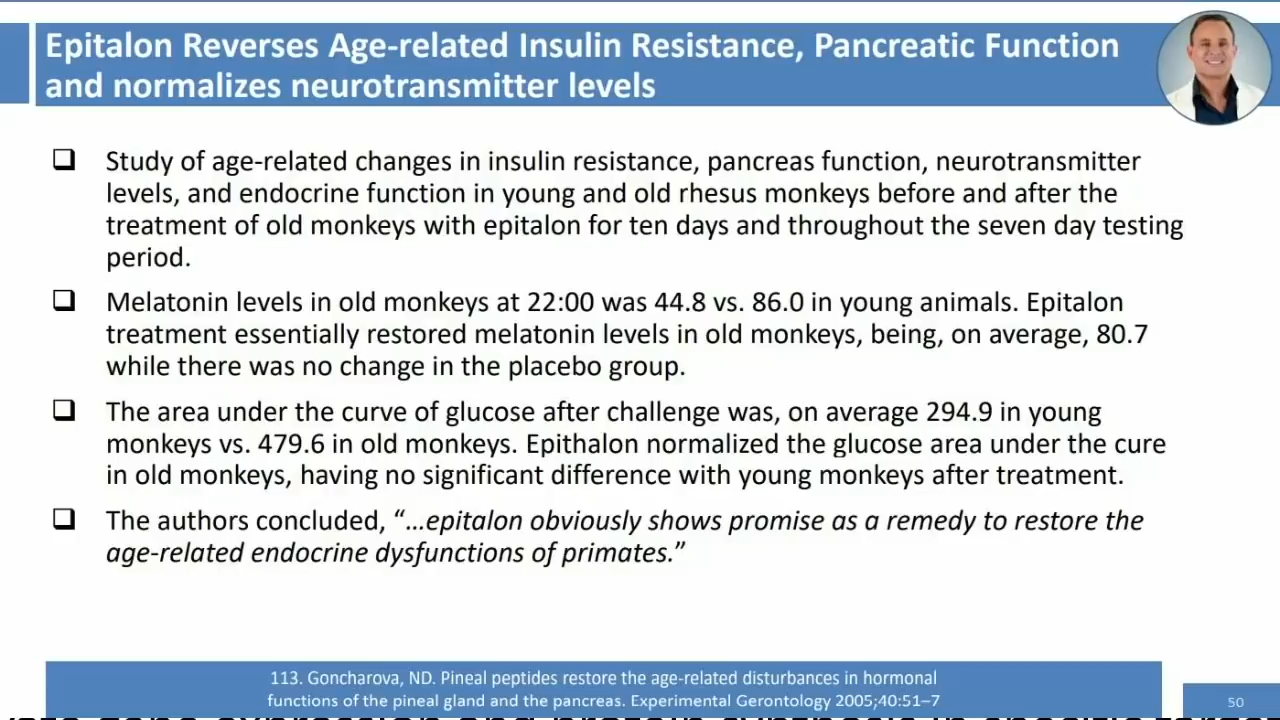 Epitalon Reverses Age-related Insulin Resistance, Pancreatic Function
and normalizes neurotransmitter levels
❑ Study of age-related changes in insulin resistance, pancreas function, neurotransmitter
levels, and endocrine function in young and old rhesus monkeys before and after the
treatment of old monkeys with epitalon for ten days and throughout the seven day testing
period.
❑ Melatonin levels in old monkeys at 22:00 was 44.8 vs. 86.0 in young animals. Epitalon
treatment essentially restored melatonin levels in old monkeys, being, on average, 80.7
while there was no change in the placebo group.
❑ The area under the curve of glucose after challenge was, on average 294.9 in young
monkeys vs. 479.6 in old monkeys. Epithalon normalized the glucose area under the cure
in old monkeys, having no significant difference with young monkeys after treatment.
❑ The authors concluded, “…epitalon obviously shows promise as a remedy to restore the
age-related endocrine dysfunctions of primates.”
113. Goncharova, ND. Pineal peptides restore the age-related disturbances in hormonal
functions of the pineal gland and the pancreas. Experimental Gerontology 2005;40:51–7
50
gene expression and protein synthesis in